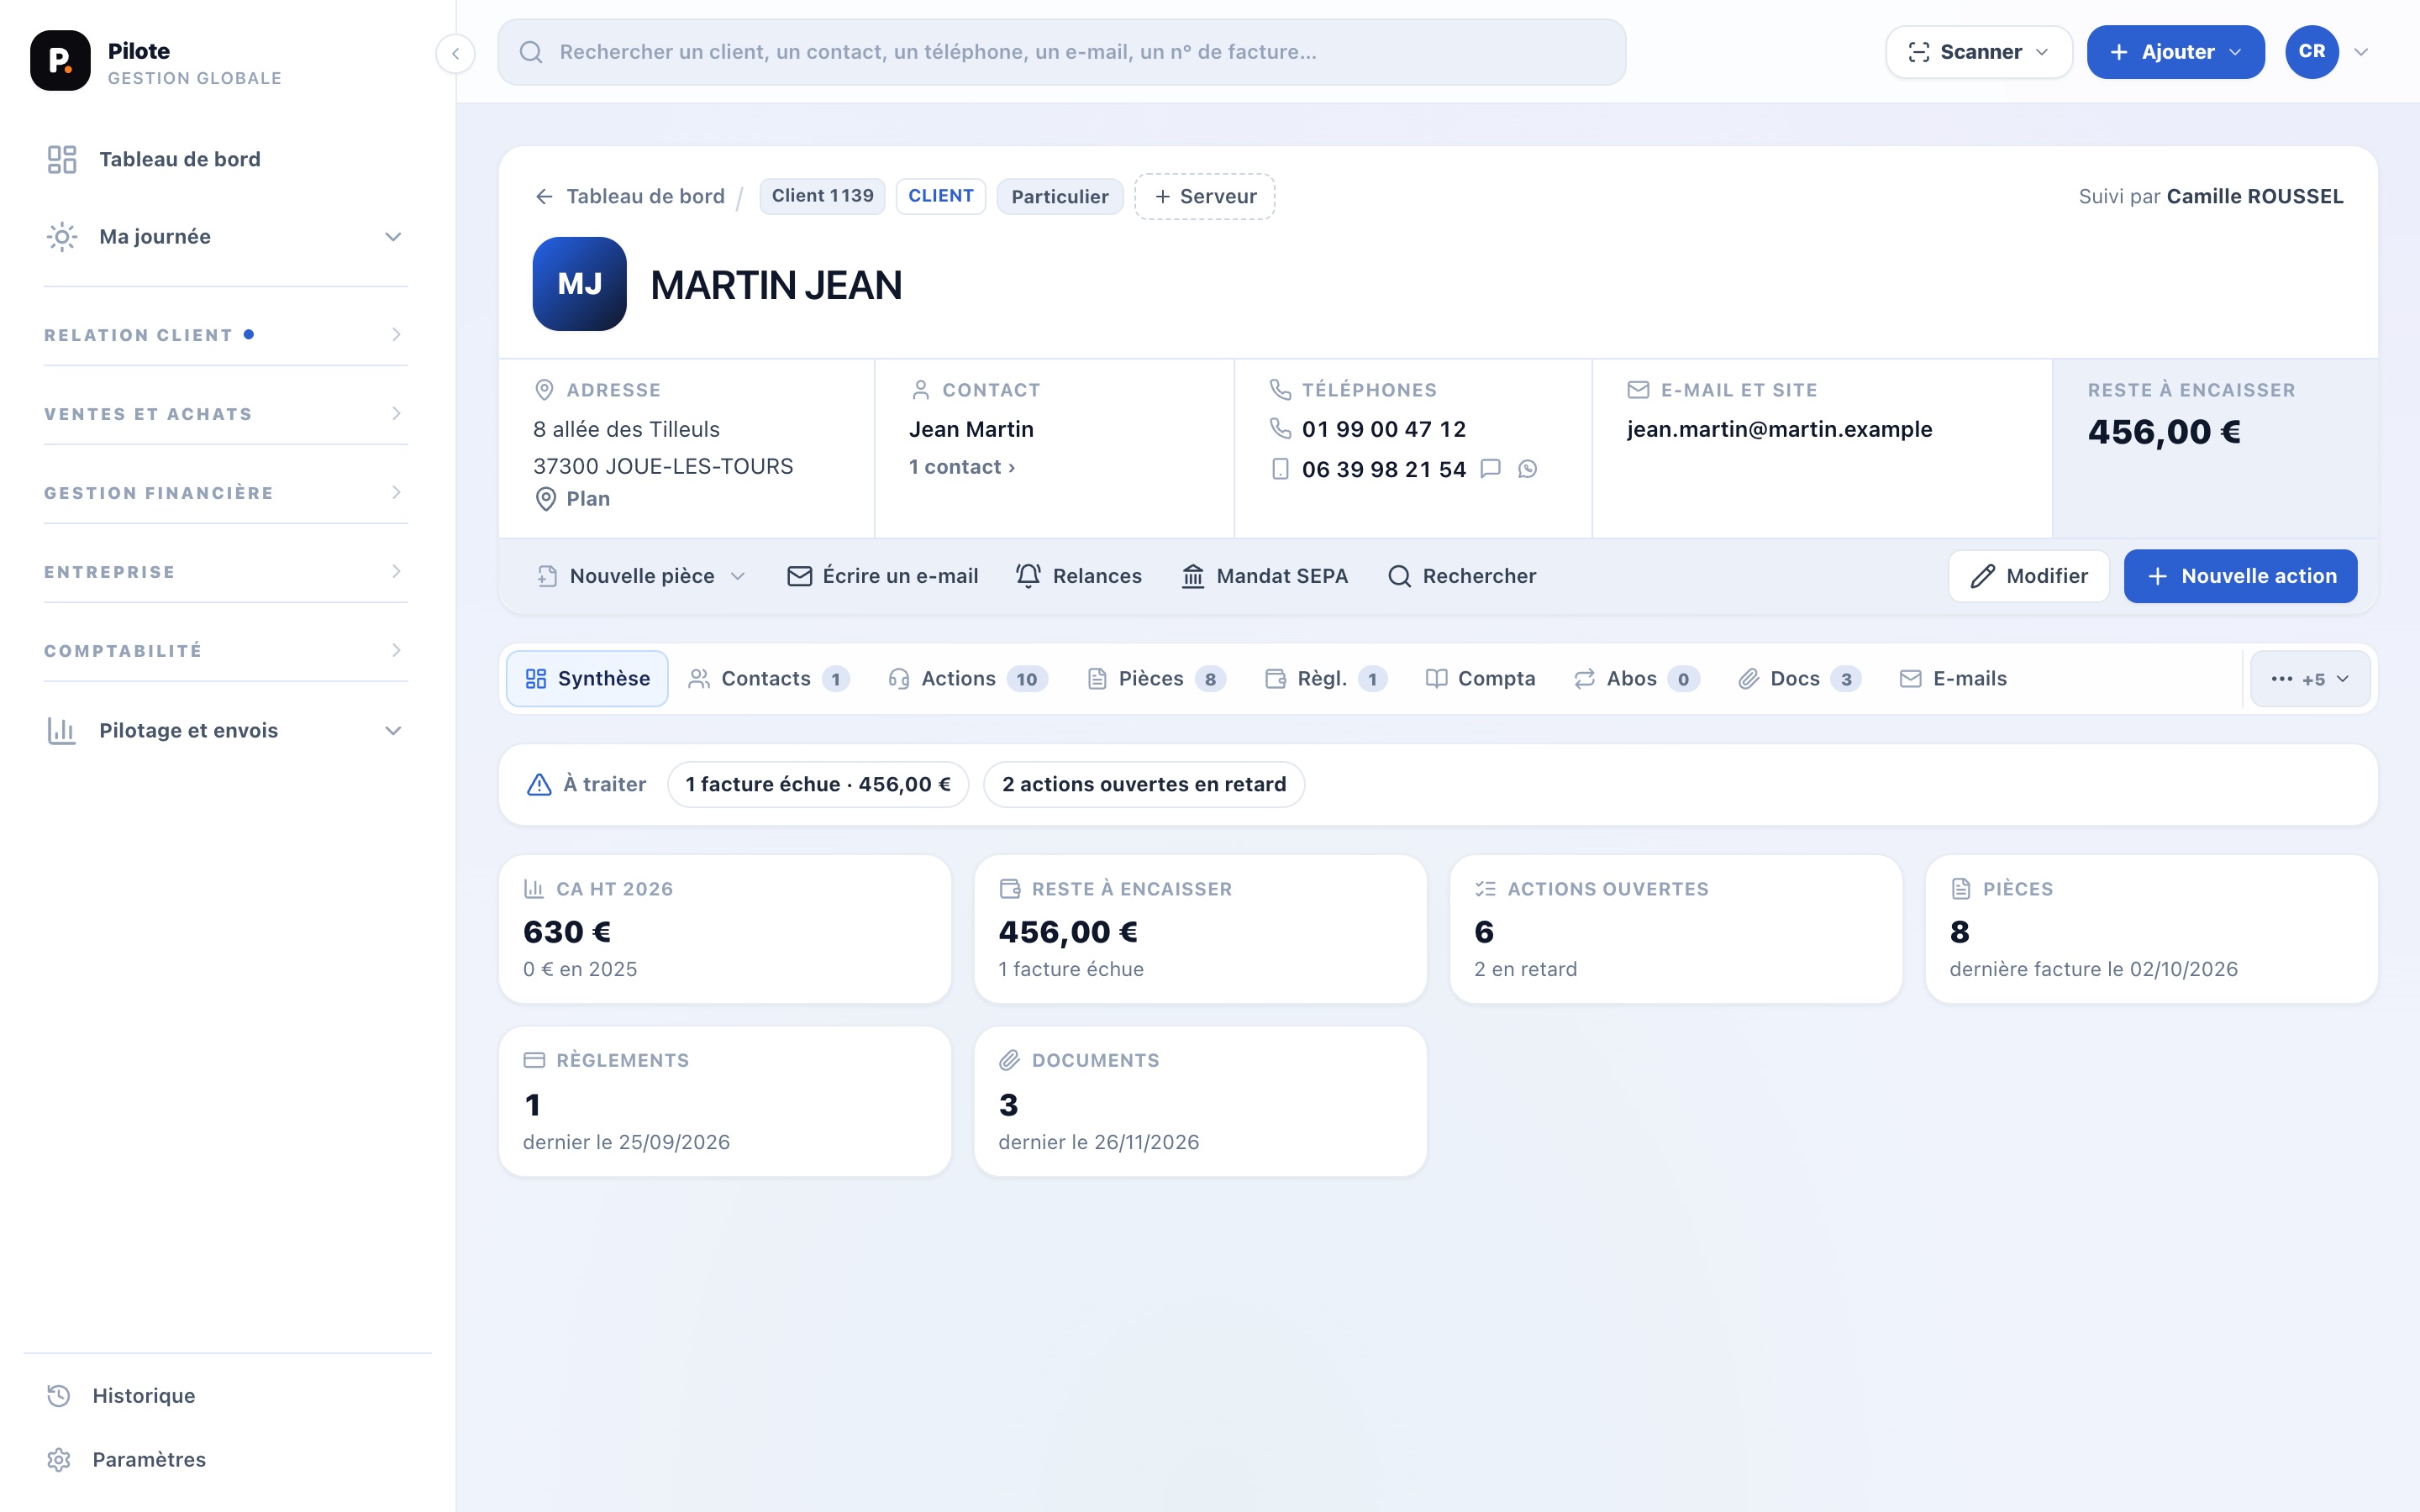 P.
Pilote
GESTION GLOBALE
Tableau de bord
Ma journée
RELATION CLIENT
VENTES ET ACHATS
GESTION FINANCIÈRE
ENTREPRISE
COMPTABILITÉ
Pilotage et envois
Historique
Paramètres
Rechercher un client, un contact, un téléphone, un e-mail, un n° de facture...
Scanner
+ Ajouter
CR
← Tableau de bord / Client 1139 CLIENT Particulier + Serveur
Suivi par Camille ROUSSEL
MJ
MARTIN JEAN
ADRESSE
8 allée des Tilleuls
37300 JOUE-LES-TOURS
Plan
CONTACT
Jean Martin
1 contact ›
TÉLÉPHONES
01 99 00 47 12
06 39 98 21 54
E-MAIL ET SITE
jean.martin@martin.example
RESTE À ENCAISSER
456,00 €
Nouvelle pièce Écrire un e-mail Relances Mandat SEPA Rechercher
Modifier + Nouvelle action
Synthèse Contacts 1 Actions 10 Pièces 8 Règl. 1 Compta Abos 0 Docs 3 E-mails ••• +5
À traiter 1 facture échue · 456,00 € 2 actions ouvertes en retard
CA HT 2026
630 €
0 € en 2025
RESTE À ENCAISSER
456,00 €
1 facture échue
ACTIONS OUVERTES
6
2 en retard
PIÈCES
8
dernière facture le 02/10/2026
RÈGLEMENTS
1
dernier le 25/09/2026
DOCUMENTS
3
dernier le 26/11/2026